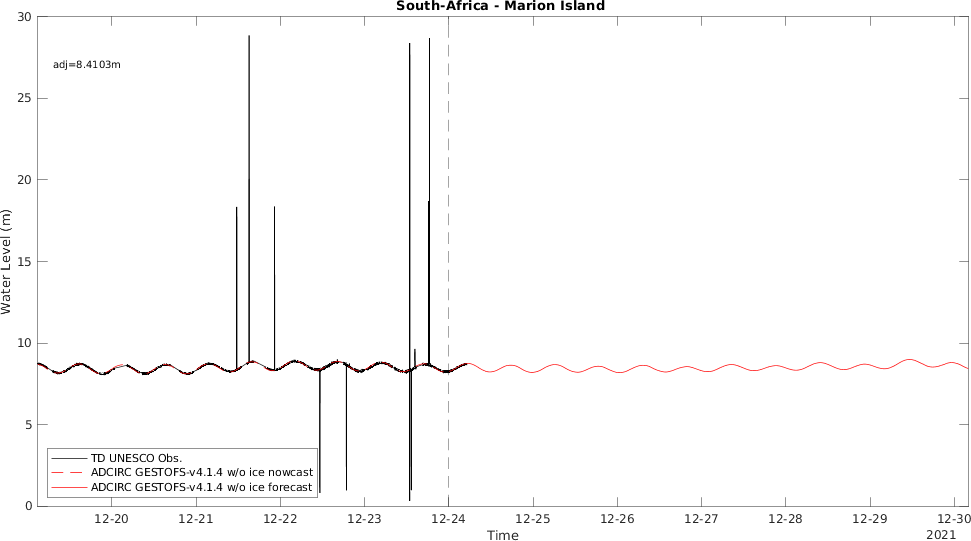 South-Africa - Marion Island
30
adj=8.4103m
25
20
15
10
5
0
Water Level (m)
TD UNESCO Obs.
ADCIRC GESTOFS-v4.1.4 w/o ice nowcast
ADCIRC GESTOFS-v4.1.4 w/o ice forecast
12-20 12-21 12-22 12-23 12-24 12-25 12-26 12-27 12-28 12-29 12-30
Time
2021